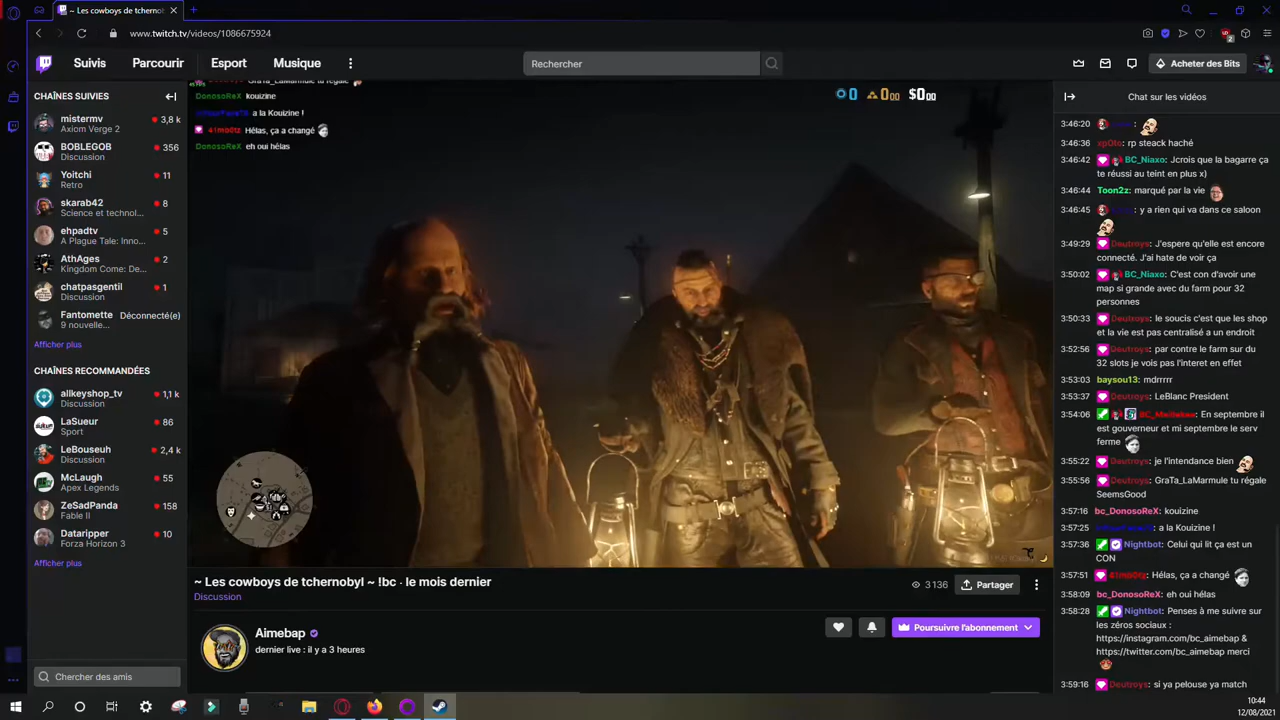 ~ Les cowboys de tchernob
www.twitch.tv/videos/1086675924
2
Suivis
Parcourir
Esport
Musique
Rechercher
Acheter des Bits
CHAÎNES SUIVIES
mistermv
3,8 k
Axiom Verge 2
BOBLEGOB
356
Discussion
Yoitchi
11
Retro
skarab42
8
Science et technol...
ehpadtv
5
A Plague Tale: Inno...
AthAges
2
Kingdom Come: De...
chatpasgentil
1
Discussion
Fantomette
Déconnecté(e)
9 nouvelle...
Afficher plus
CHAÎNES RECOMMANDÉES
allkeyshop_tv
1,1 k
Discussion
LaSueur
86
Sport
LeBouseuh
2,4 k
Discussion
McLaugh
55
Apex Legends
ZeSadPanda
158
Fable II
Dataripper
10
Forza Horizon 3
Afficher plus
Chercher des amis
GraTa_LaMarmule tu régale
DonosoReX kouizine
a la Kouizine !
Hélas, ça a changé
DonosoReX eh oui hélas
0
000
$000
~ Les cowboys de tchernobyl ~ !bc · le mois dernier
Discussion
3 136
Partager
Aimebap
dernier live : il y a 3 heures
Poursuivre l'abonnement
Chat sur les vidéos
3:46:20
3:46:36 sp0to: rp steack haché
3:46:42 BC_Niaxo: Jcrois que la bagarre ça
te réussi au teint en plus x)
3:46:44 Toon2z: marqué par la vie
3:46:45 : y a rien qui va dans ce saloon
3:49:29 Deutroys: J'espere qu'elle est encore
connecté. J'ai hate de voir ça
3:50:02 BC_Niaxo: C'est con d'avoir une
map si grande avec du farm pour 32
personnes
3:50:33 Deutroys: le soucis c'est que les shop
et la vie est pas centralisé a un endroit
3:52:56 Deutroys: par contre le farm sur du
32 slots je vois pas l'interet en effet
3:53:03 baysou13: mdrrrrr
3:53:37 Deutroys: LeBlanc President
3:54:06 En septembre il
est gouverneur et mi septembre le serv
ferme
3:55:22 Deutroys: je l'intendance bien
3:55:56 Deutroys: GraTa_LaMarmule tu régale
SeemsGood
3:57:16 bc_DonosoReX: kouizine
3:57:25 a la Kouizine !
3:57:36 Nightbot: Celui qui lit ça est un
CON
3:57:51 Hélas, ça a changé
3:58:09 bc_DonosoReX: eh oui hélas
3:58:28 Nightbot: Penses à me suivre sur
les zéros sociaux :
https://instagram.com/bc_aimebap &
https://twitter.com/bc_aimebap merci
3:59:16 Deutroys: si ya pelouse ya match
10:44
12/08/2021